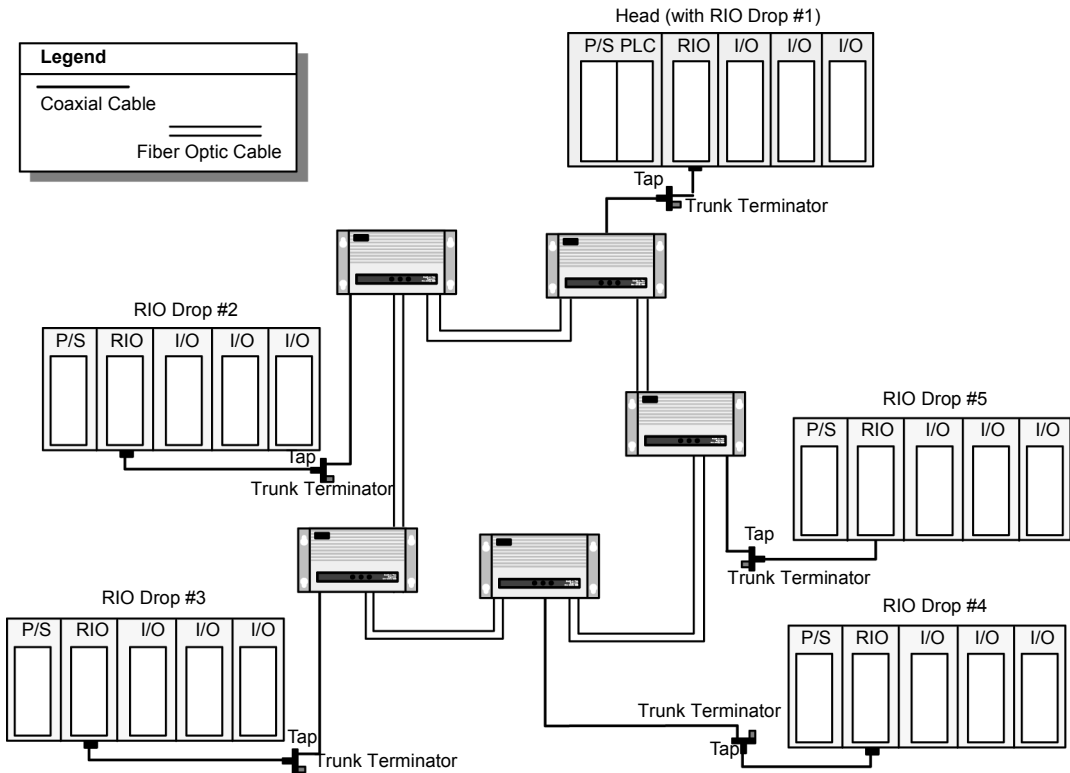 Head (with RIO Drop #1)
P/S PLC RIO I/O I/O I/O
Legend
Coaxial Cable
Fiber Optic Cable
Tap
Trunk Terminator
RIO Drop #2
P/S RIO I/O I/O I/O
Tap
Trunk Terminator
RIO Drop #5
P/S RIO I/O I/O I/O
Tap
Trunk Terminator
RIO Drop #3
P/S RIO I/O I/O I/O
Tap
RIO Drop #4
P/S RIO I/O I/O I/O
Trunk Terminator
Tap
Trunk Terminator